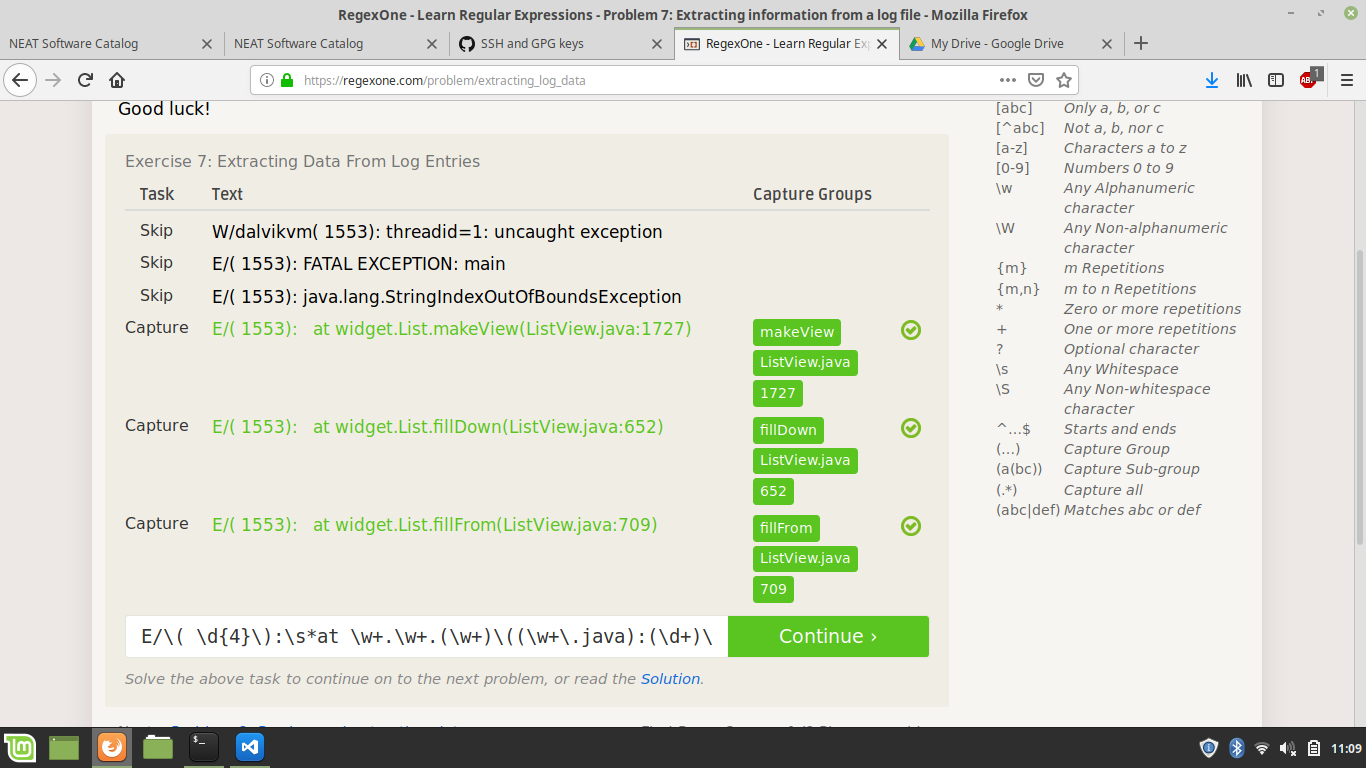 RegexOne - Learn Regular Expressions - Problem 7: Extracting information from a log file - Mozilla Firefox
NEAT Software Catalog
NEAT Software Catalog
SSH and GPG keys
RegexOne - Learn Regular Ex
My Drive - Google Drive
https://regexone.com/problem/extracting_log_data
1
Good luck!
Exercise 7: Extracting Data From Log Entries
Task Text Capture Groups
Skip W/dalvikvm( 1553): threadid=1: uncaught exception
Skip E/( 1553): FATAL EXCEPTION: main
Skip E/( 1553): java.lang.StringIndexOutOfBoundsException
Capture E/( 1553):   at widget.List.makeView(ListView.java:1727) makeView
ListView.java
1727
Capture E/( 1553):   at widget.List.fillDown(ListView.java:652) fillDown
ListView.java
652
Capture E/( 1553):   at widget.List.fillFrom(ListView.java:709) fillFrom
ListView.java
709
E/\( \d{4}\):\s*at \w+.\w+.(\w+)\((\w+\.java):(\d+)\ Continue ›
Solve the above task to continue on to the next problem, or read the Solution.
[abc] Only a, b, or c
[^abc] Not a, b, nor c
[a-z] Characters a to z
[0-9] Numbers 0 to 9
\w Any Alphanumeric
character
\W Any Non-alphanumeric
character
{m} m Repetitions
{m,n} m to n Repetitions
* Zero or more repetitions
+ One or more repetitions
? Optional character
\s Any Whitespace
\S Any Non-whitespace
character
^…$ Starts and ends
(…) Capture Group
(a(bc)) Capture Sub-group
(.*) Capture all
(abc|def) Matches abc or def
11:09